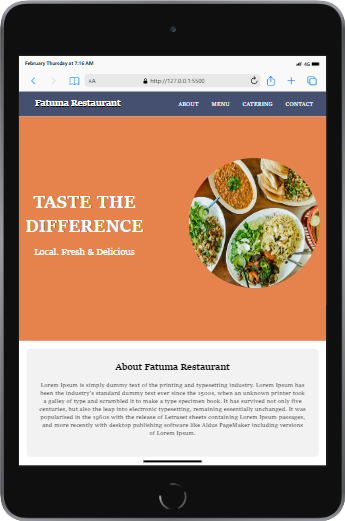 February Thursday at 7:16 AM
4G
AA
http://127.0.0.1:5500
Fatuma Restaurant
ABOUT MENU CATERING CONTACT
TASTE THE
DIFFERENCE
Local. Fresh & Delicious
About Fatuma Restaurant
Lorem Ipsum is simply dummy text of the printing and typesetting industry. Lorem Ipsum has
been the industry's standard dummy text ever since the 1500s, when an unknown printer took
a galley of type and scrambled it to make a type specimen book. It has survived not only five
centuries, but also the leap into electronic typesetting, remaining essentially unchanged. It was
popularised in the 1960s with the release of Letraset sheets containing Lorem Ipsum passages,
and more recently with desktop publishing software like Aldus PageMaker including versions
of Lorem Ipsum.